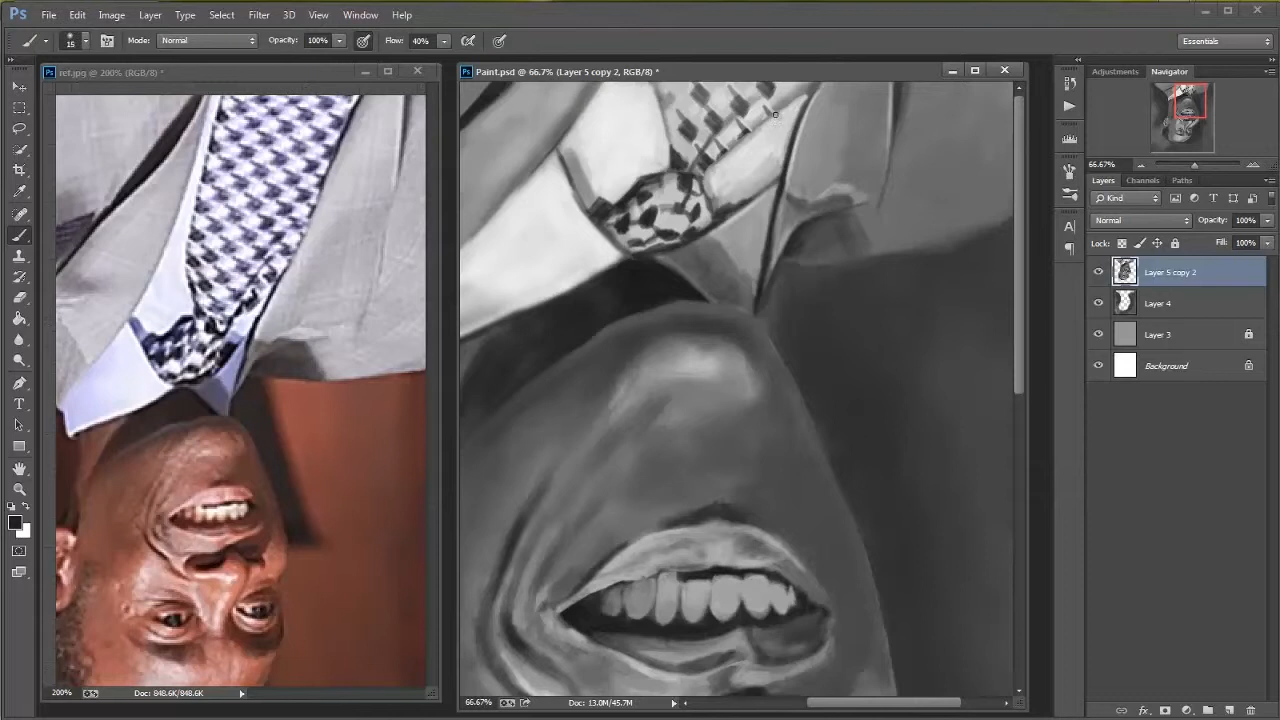 Ps File Edit Image Layer Type Select Filter 3D View Window Help
15 Mode: Normal Opacity: 100% Flow: 40% Essentials
Ps ref.jpg @ 200% (RGB/8) *
Ps Paint.psd @ 66.7% (Layer 5 copy 2, RGB/8) *
Adjustments Navigator
66.67%
Layers Channels Paths
Kind
Normal Opacity: 100%
Lock: Fill: 100%
Layer 5 copy 2
Layer 4
Layer 3
Background
200% Doc: 848.6K/848.6K
66.67% Doc: 13.0M/45.7M